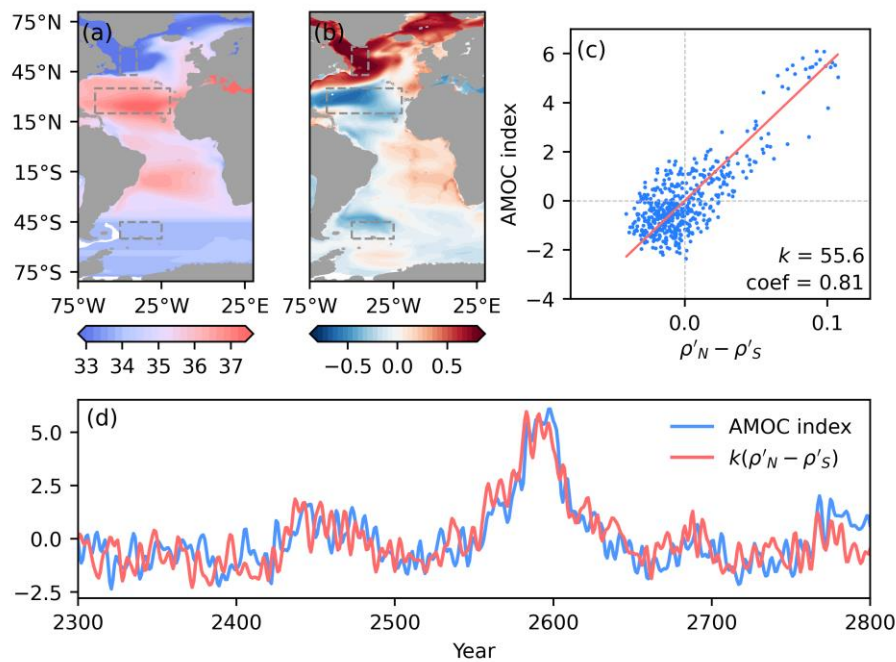 (a)
75°N
45°N
15°N
15°S
45°S
75°S
75°W 25°W 25°E
33 34 35 36 37
(b)
75°W 25°W 25°E
−0.5 0.0 0.5
(c)
AMOC index
6
4
2
0
−2
−4
k = 55.6
coef = 0.81
0.0 0.1
ρ′N − ρ′S
(d)
AMOC index
k(ρ′N − ρ′S)
5.0
2.5
0.0
−2.5
2300 2400 2500 2600 2700 2800
Year